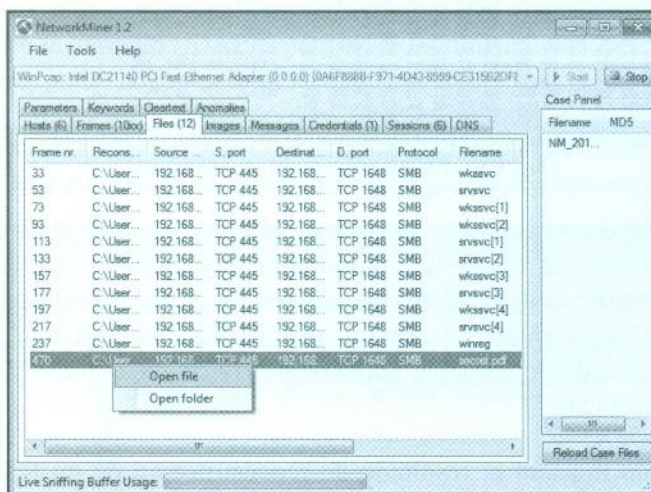 NetworkMiner 1.2
File Tools Help
WinPcap: Intel DC21140 PCI Fast Ethernet Adapter (0.0.0.0) Start Stop
Parameters Keywords Cleartext Anomalies
Hosts (6) Frames (10xx) Files (12) Images Messages Credentials (1) Sessions (6) DNS
Case Panel
Filename MD5
NM_201...
Frame nr. Recons... Source ... S. port Destinat... D. port Protocol Filename
33 C:\User... 192.168... TCP 445 192.168... TCP 1648 SMB wkssvc
53 C:\User... 192.168... TCP 445 192.168... TCP 1648 SMB srvsvc
73 C:\User... 192.168... TCP 445 192.168... TCP 1648 SMB wkssvc[1]
93 C:\User... 192.168... TCP 445 192.168... TCP 1648 SMB wkssvc[2]
113 C:\User... 192.168... TCP 445 192.168... TCP 1648 SMB srvsvc[1]
133 C:\User... 192.168... TCP 445 192.168... TCP 1648 SMB srvsvc[2]
157 C:\User... 192.168... TCP 445 192.168... TCP 1648 SMB wkssvc[3]
177 C:\User... 192.168... TCP 445 192.168... TCP 1648 SMB srvsvc[3]
197 C:\User... 192.168... TCP 445 192.168... TCP 1648 SMB wkssvc[4]
217 C:\User... 192.168... TCP 445 192.168... TCP 1648 SMB srvsvc[4]
237 C:\User... 192.168... TCP 445 192.168... TCP 1648 SMB winreg
470 C:\User... 192.168... TCP 445 192.168... TCP 1648 SMB secret.pdf
Open file
Open folder
Reload Case Files
Live Sniffing Buffer Usage: